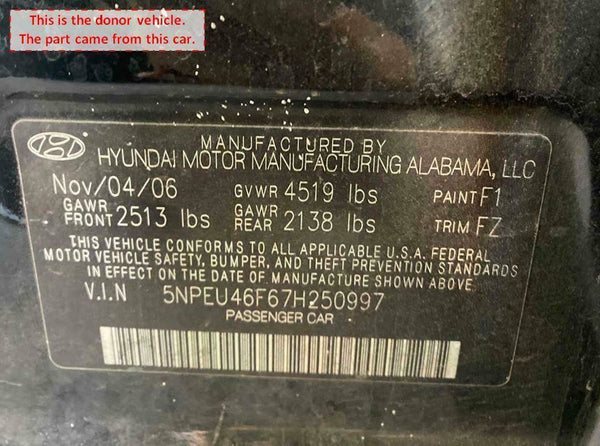 This is the donor vehicle.
The part came from this car.
MANUFACTURED BY
HYUNDAI MOTOR MANUFACTURING ALABAMA, LLC
Nov/04/06 GVWR 4519 lbs PAINT F1
GAWR FRONT 2513 lbs GAWR REAR 2138 lbs TRIM FZ
THIS VEHICLE CONFORMS TO ALL APPLICABLE U.S.A. FEDERAL
MOTOR VEHICLE SAFETY, BUMPER, AND THEFT PREVENTION STANDARDS
IN EFFECT ON THE DATE OF MANUFACTURE SHOWN ABOVE.
V.I.N 5NPEU46F67H250997
PASSENGER CAR